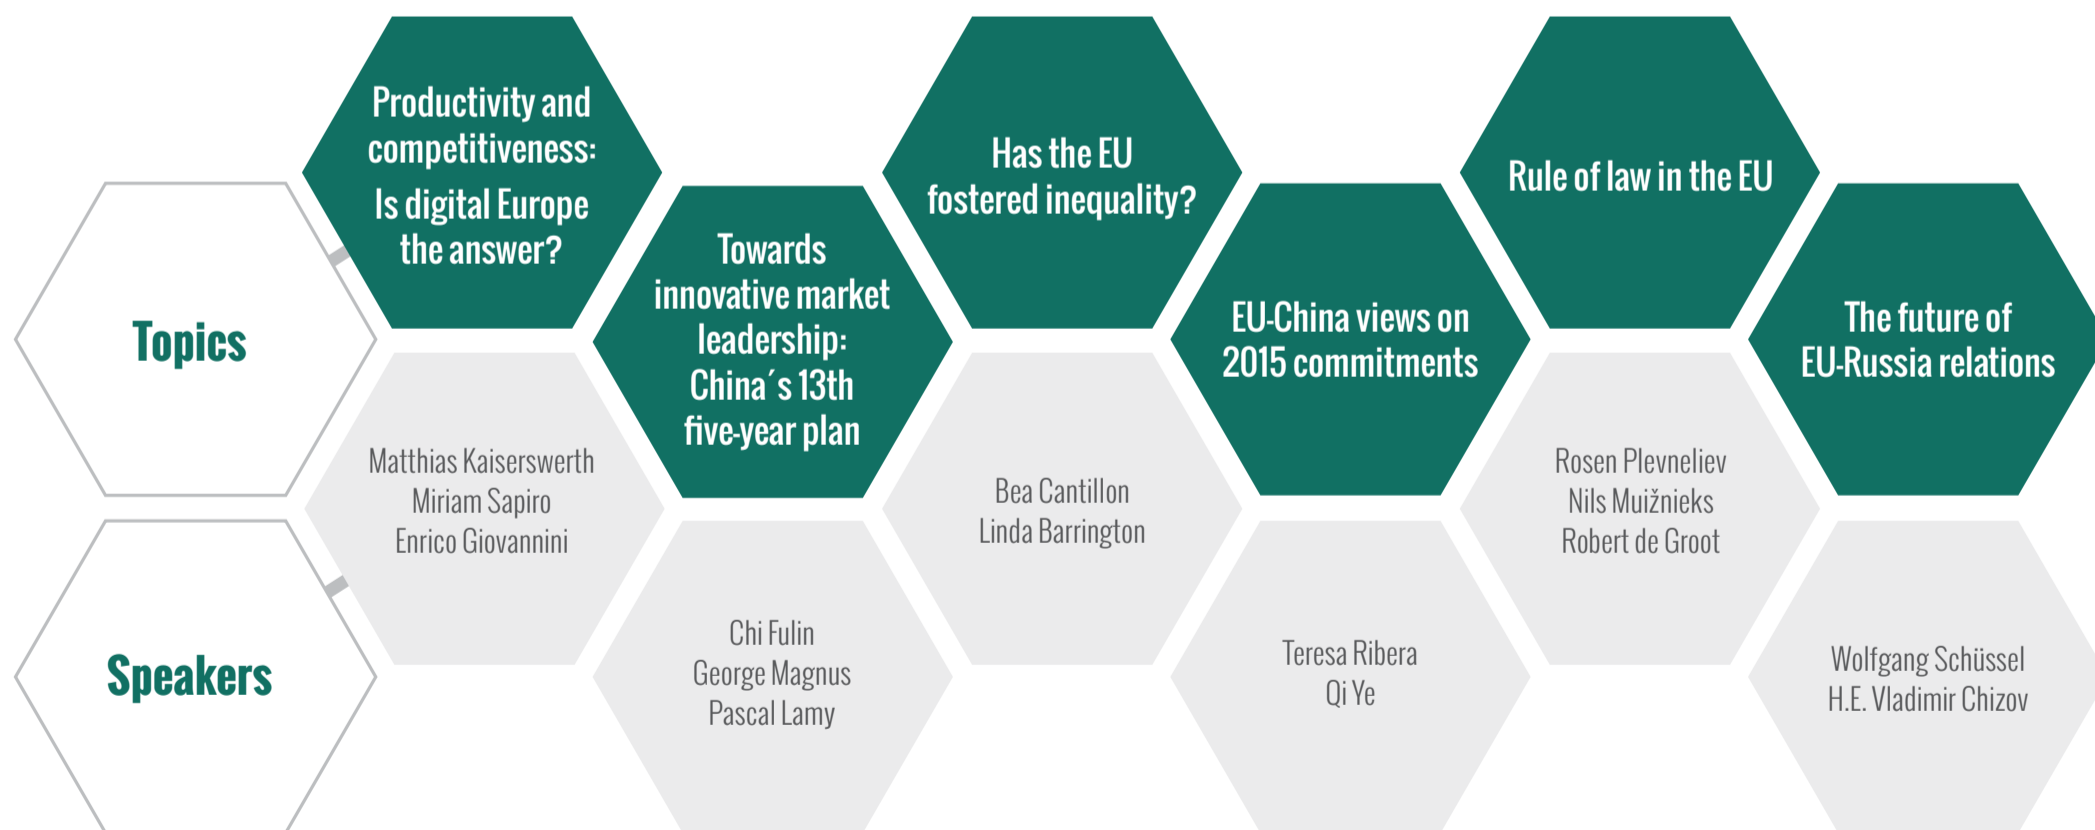 Topics
Speakers
Productivity and
competitiveness:
Is digital Europe
the answer?
Matthias Kaiserswerth
Miriam Sapiro
Enrico Giovannini
Towards
innovative market
leadership:
China´s 13th
five-year plan
Chi Fulin
George Magnus
Pascal Lamy
Has the EU
fostered inequality?
Bea Cantillon
Linda Barrington
EU-China views on
2015 commitments
Teresa Ribera
Qi Ye
Rule of law in the EU
Rosen Plevneliev
Nils Muižnieks
Robert de Groot
The future of
EU-Russia relations
Wolfgang Schüssel
H.E. Vladimir Chizov